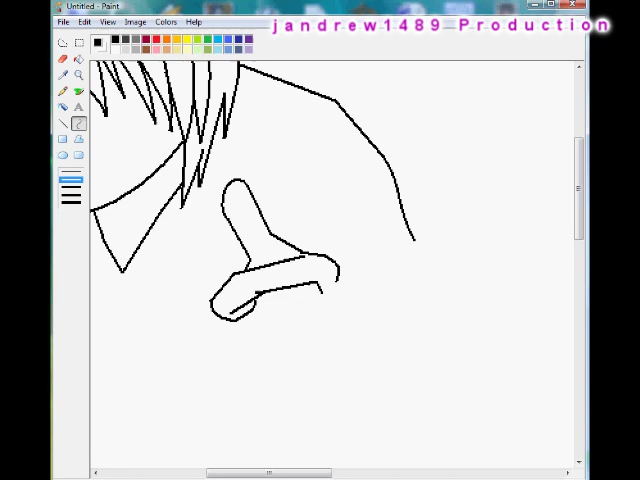 Untitled - Paint
jandrew1489 Production
File Edit View Image Colors Help